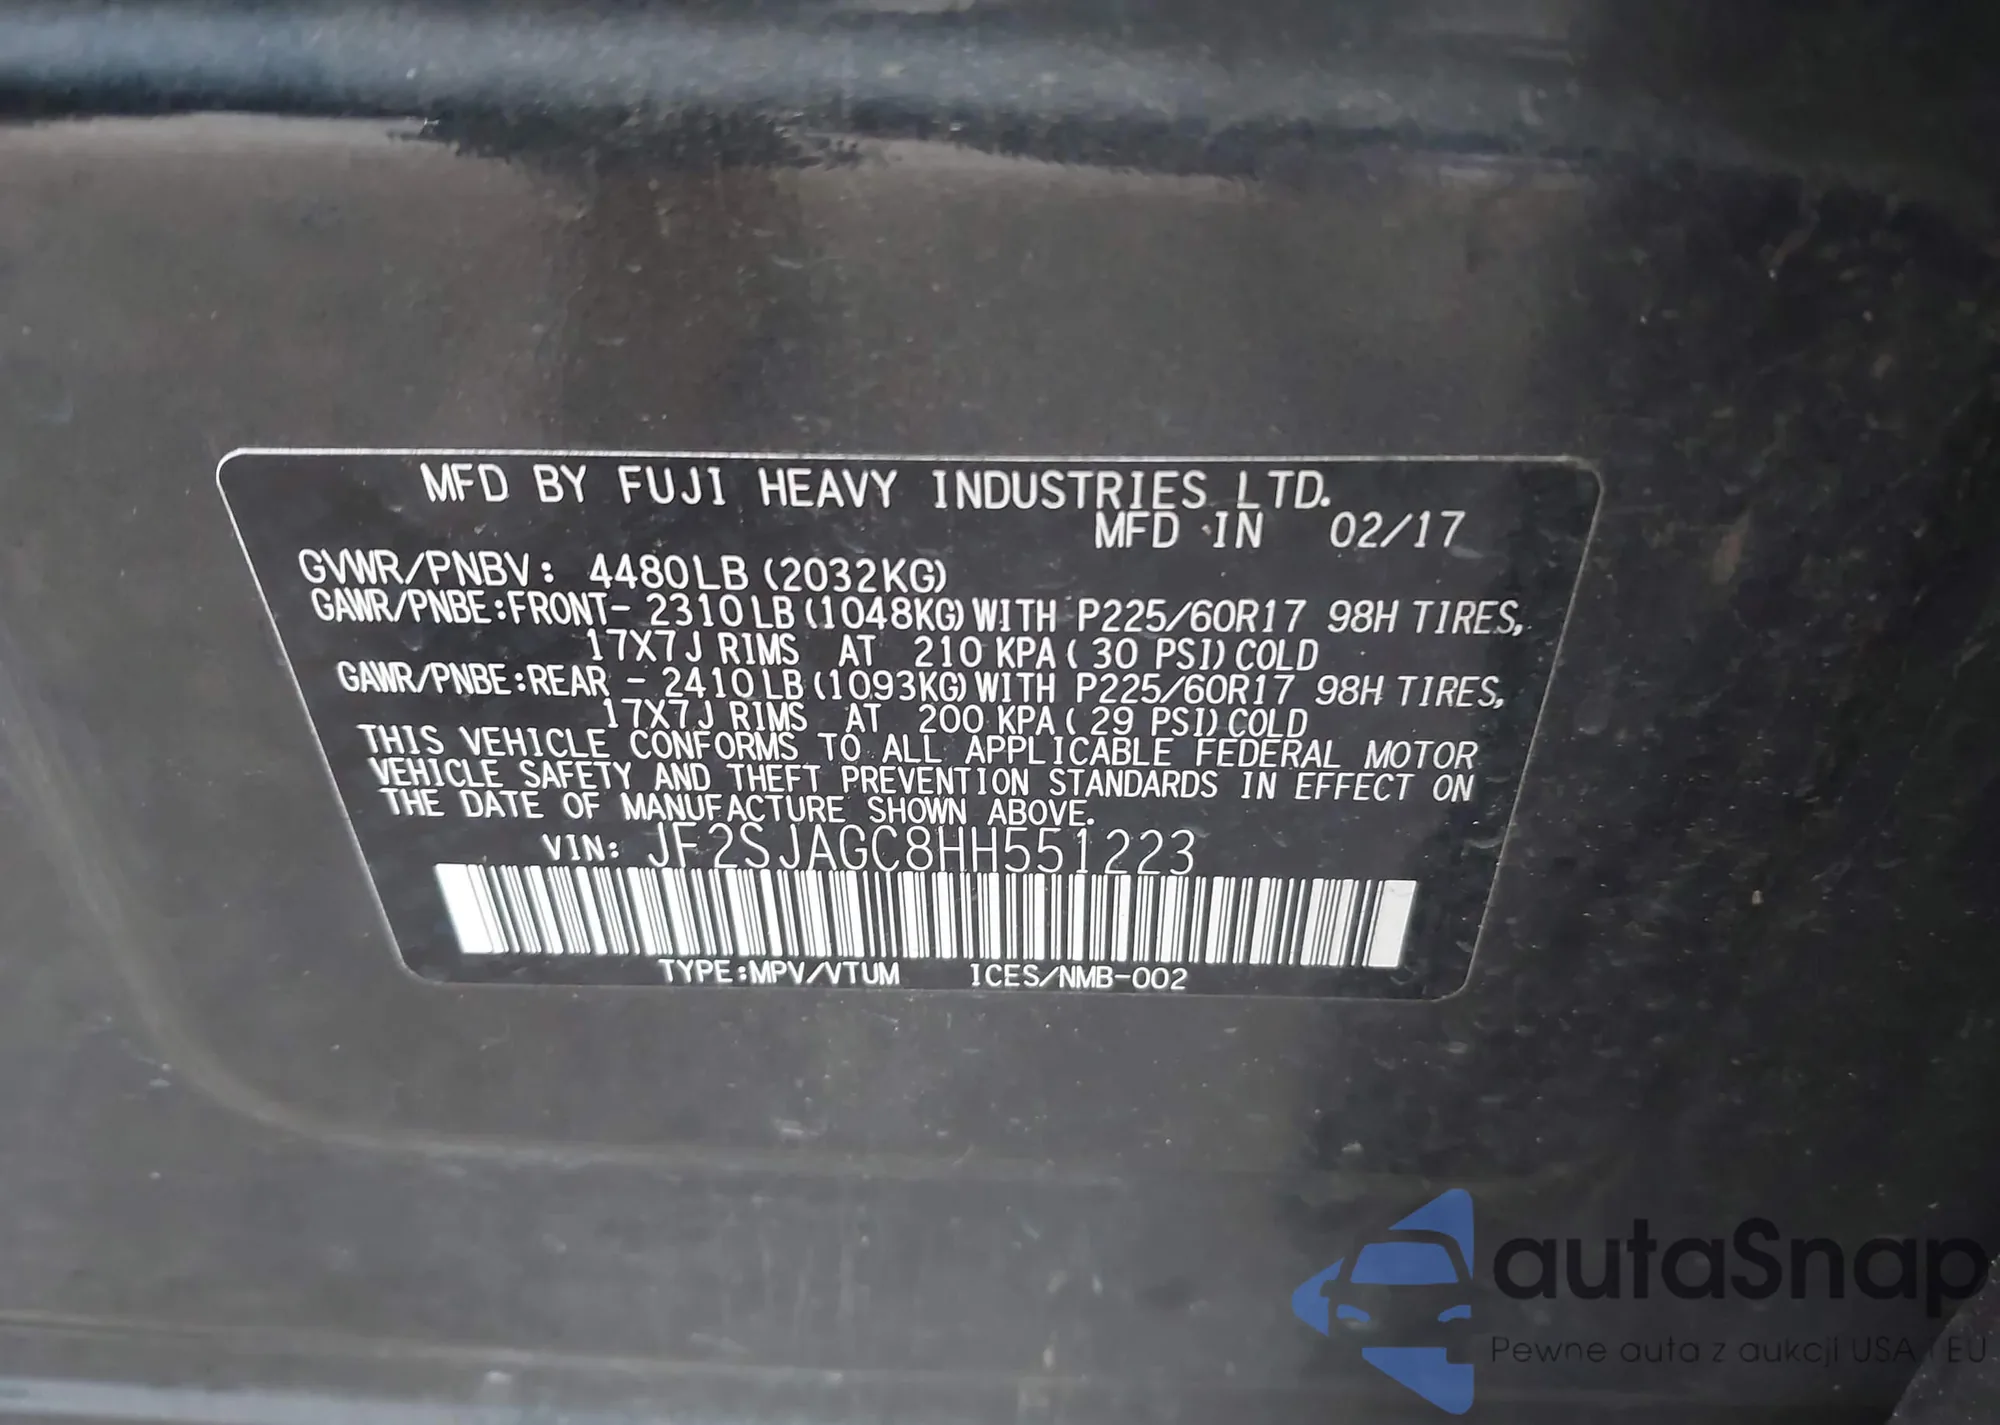 MFD BY FUJI HEAVY INDUSTRIES LTD.
MFD IN 02/17
GVWR/PNBV: 4480LB (2032KG)
GAWR/PNBE:FRONT- 2310LB (1048KG) WITH P225/60R17 98H TIRES,
17X7J RIMS AT 210 KPA ( 30 PSI) COLD
GAWR/PNBE:REAR - 2410LB (1093KG) WITH P225/60R17 98H TIRES,
17X7J RIMS AT 200 KPA ( 29 PSI) COLD
THIS VEHICLE CONFORMS TO ALL APPLICABLE FEDERAL MOTOR
VEHICLE SAFETY AND THEFT PREVENTION STANDARDS IN EFFECT ON
THE DATE OF MANUFACTURE SHOWN ABOVE.
VIN: JF2SJAGC8HH551223
TYPE:MPV/VTUM ICES/NMB-002
autaSnap
Pewne auta z aukcji USA i EU